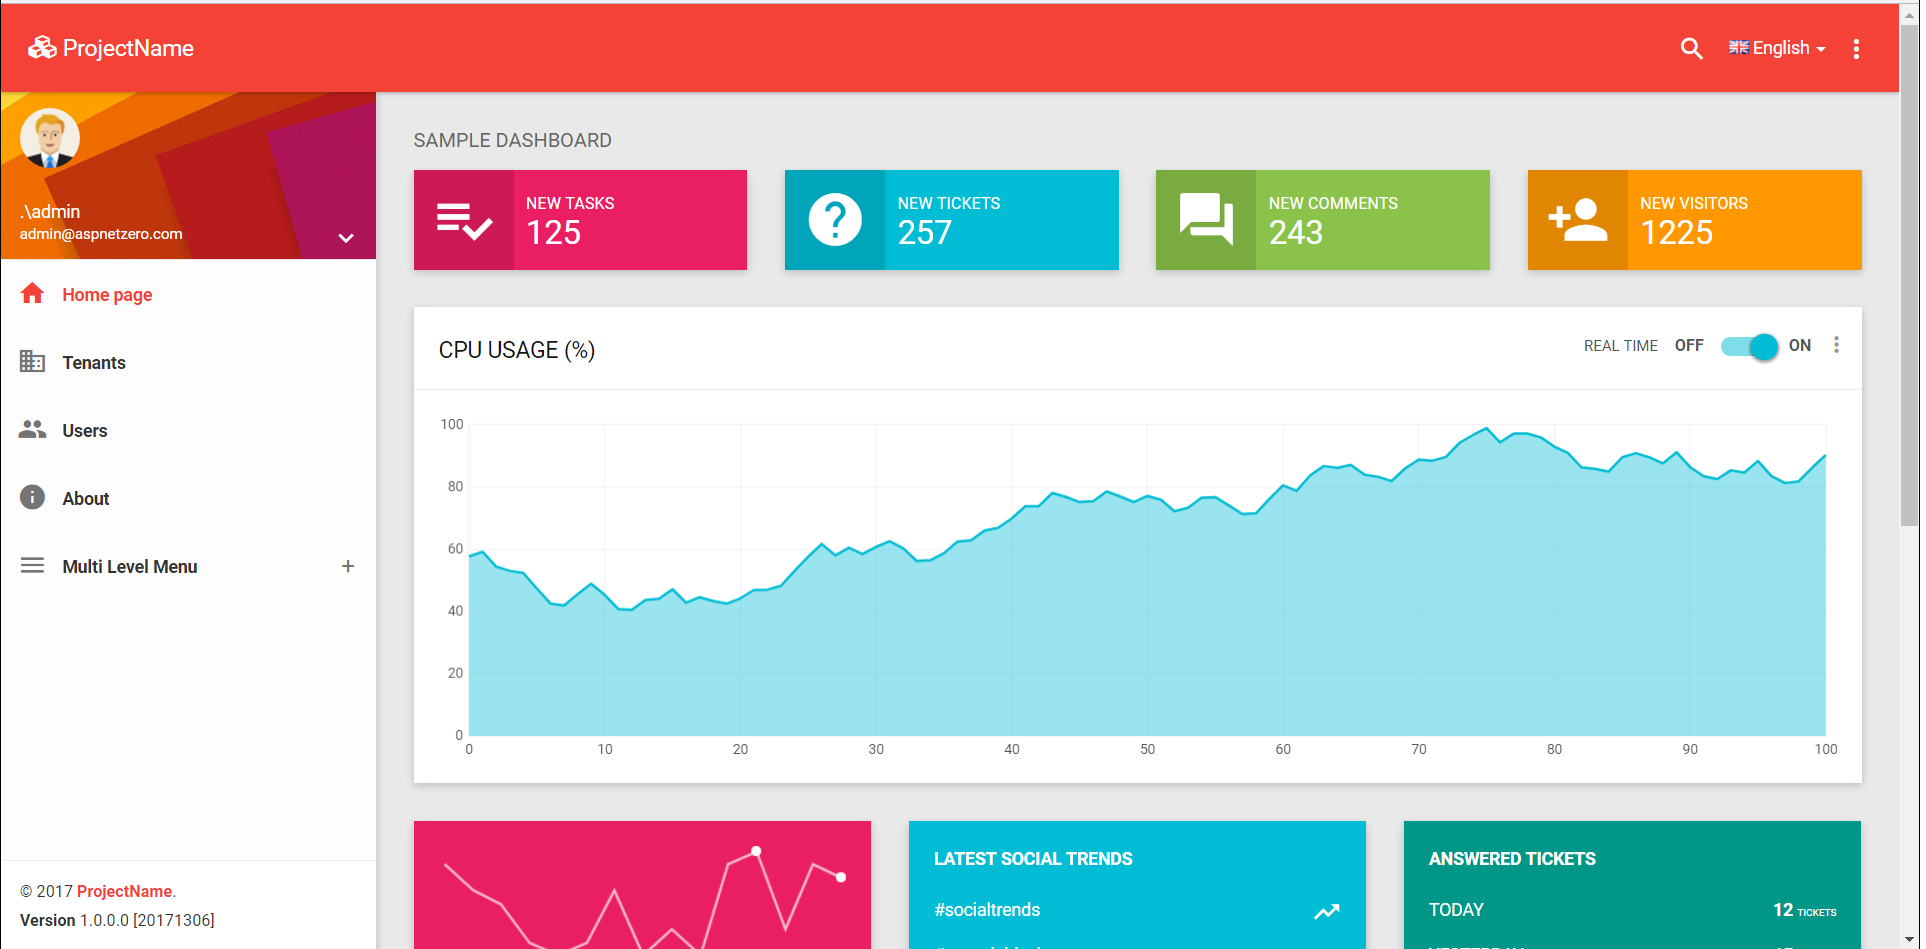 ProjectName
English
.\admin
admin@aspnetzero.com
Home page
Tenants
Users
About
Multi Level Menu
© 2017 ProjectName.
Version 1.0.0.0 [20171306]
SAMPLE DASHBOARD
NEW TASKS
125
NEW TICKETS
257
NEW COMMENTS
243
NEW VISITORS
1225
CPU USAGE (%)
REAL TIME OFF ON
100
80
60
40
20
0
0 10 20 30 40 50 60 70 80 90 100
LATEST SOCIAL TRENDS
#socialtrends
ANSWERED TICKETS
TODAY 12 TICKETS